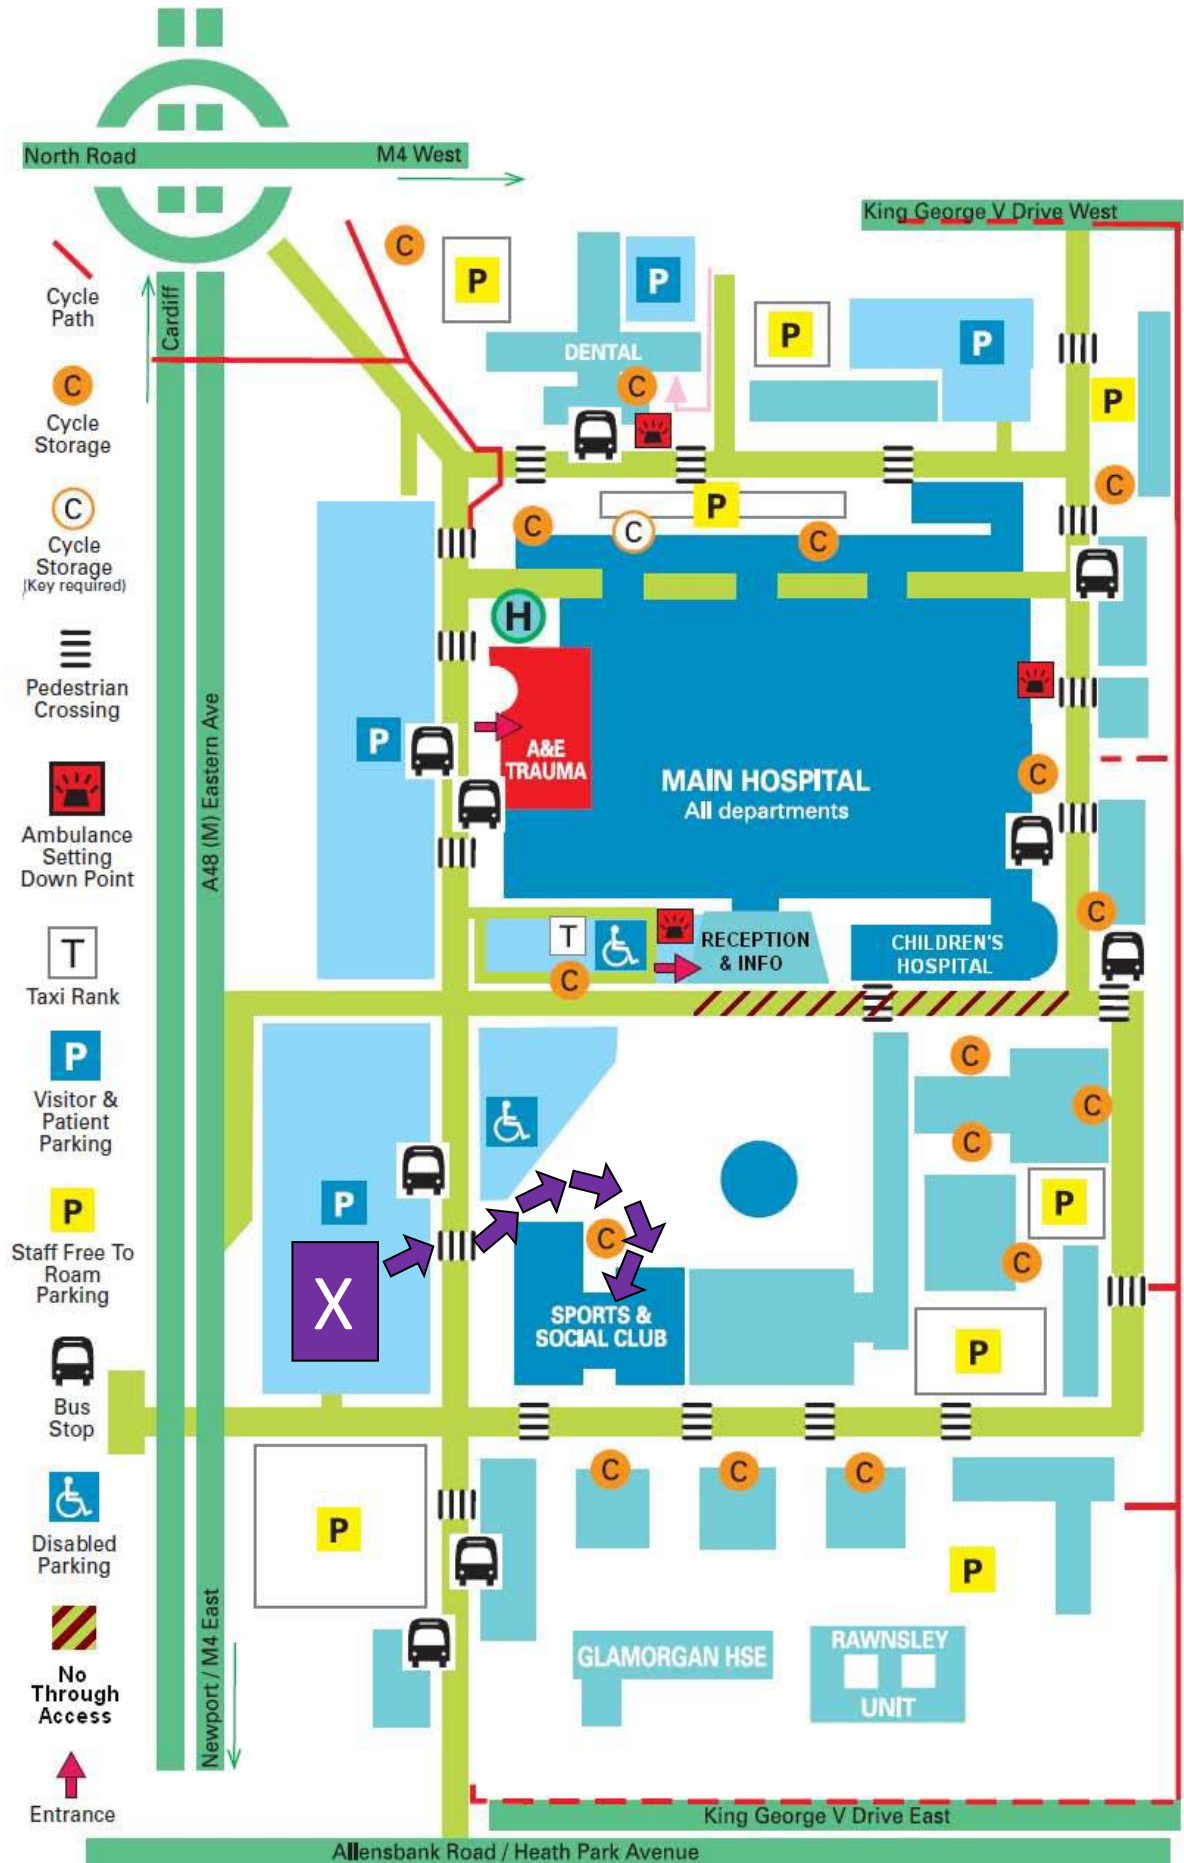 North Road
M4 West
King George V Drive West
Cycle
Path
Cardiff
C
P
P
DENTAL
P
P
C
Cycle
Storage
C
P
C
Cycle
Storage
(Key required)
C
P
C
C
C
H
Pedestrian
Crossing
A48 (M) Eastern Ave
P
A&E
TRAUMA
MAIN HOSPITAL
All departments
C
Ambulance
Setting
Down Point
C
T
Taxi Rank
T
C
RECEPTION
& INFO
CHILDREN'S
HOSPITAL
P
Visitor &
Patient
Parking
C
C
C
P
Staff Free To
Roam
Parking
P
X
C
SPORTS &
SOCIAL CLUB
P
C
P
Bus
Stop
Disabled
Parking
P
C
C
C
P
No
Through
Access
Newport / M4 East
GLAMORGAN HSE
RAWNSLEY
UNIT
Entrance
King George V Drive East
Allensbank Road / Heath Park Avenue